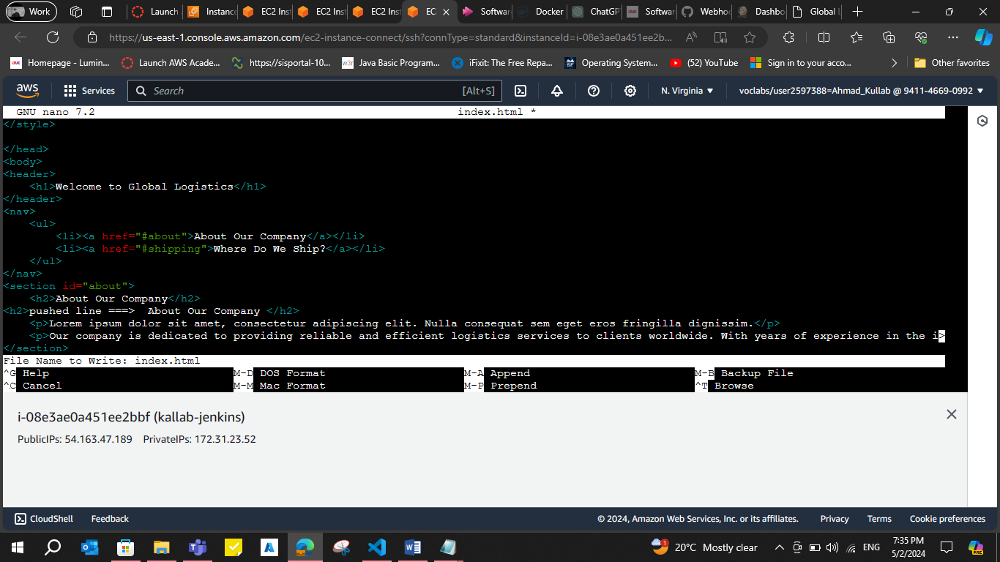 Work
Launch
Instance
EC2 Inst
EC2 Inst
EC2 Inst
EC
Softwar
Docker
ChatGP
Softwar
Webhoo
Dashbo
Global L
https://us-east-1.console.aws.amazon.com/ec2-instance-connect/ssh?connType=standard&instanceId=i-08e3ae0a451ee2b...
Homepage - Lumin...
Launch AWS Acade...
https://sisportal-10...
w3r Java Basic Program...
iFixit: The Free Repa...
Operating System...
(52) YouTube
Sign in to your acco...
Other favorites
aws
Services
Search
[Alt+S]
N. Virginia
voclabs/user2597388=Ahmad_Kullab @ 9411-4669-0992
GNU nano 7.2 index.html *
</style>
</head>
<body>
<header>
<h1>Welcome to Global Logistics</h1>
</header>
<nav>
<ul>
<li><a href="#about">About Our Company</a></li>
<li><a href="#shipping">Where Do We Ship?</a></li>
</ul>
</nav>
<section id="about">
<h2>About Our Company</h2>
<h2>pushed line ===>  About Our Company </h2>
<p>Lorem ipsum dolor sit amet, consectetur adipiscing elit. Nulla consequat sem eget eros fringilla dignissim.</p>
<p>Our company is dedicated to providing reliable and efficient logistics services to clients worldwide. With years of experience in the i>
</section>
File Name to Write: index.html
^G Help M-D DOS Format M-A Append M-B Backup File
^C Cancel M-M Mac Format M-P Prepend ^T Browse
i-08e3ae0a451ee2bbf (kallab-jenkins)
PublicIPs: 54.163.47.189 PrivateIPs: 172.31.23.52
CloudShell
Feedback
© 2024, Amazon Web Services, Inc. or its affiliates.
Privacy
Terms
Cookie preferences
20°C Mostly clear
ENG
7:35 PM
5/2/2024